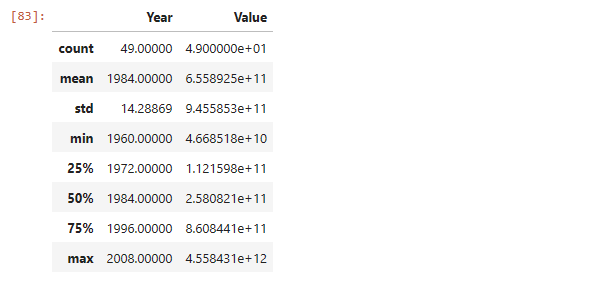 [83]: Year Value
count 49.00000 4.900000e+01
mean 1984.00000 6.558925e+11
std 14.28869 9.455853e+11
min 1960.00000 4.668518e+10
25% 1972.00000 1.121598e+11
50% 1984.00000 2.580821e+11
75% 1996.00000 8.608441e+11
max 2008.00000 4.558431e+12